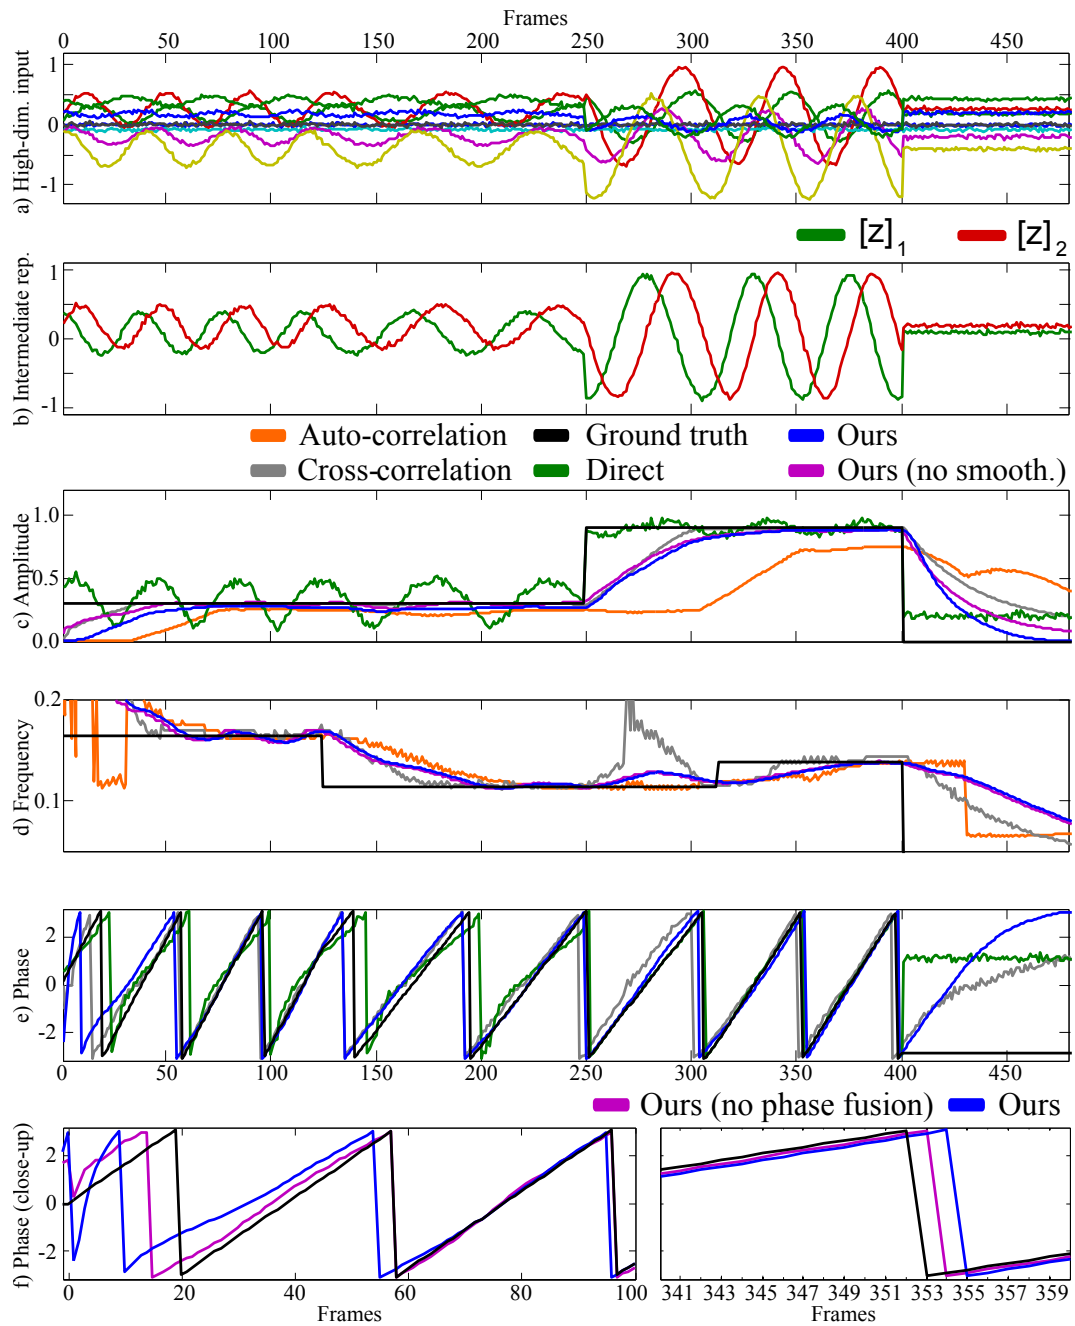 Frames
0 50 100 150 200 250 300 350 400 450
a) High-dim. input
1
0
-1
[z]1 [z]2
b) Intermediate rep.
1
0
-1
Auto-correlation Ground truth Ours
Cross-correlation Direct Ours (no smooth.)
c) Amplitude
1.0
0.5
0.0
d) Frequency
0.2
0.1
e) Phase
2
0
-2
0 50 100 150 200 250 300 350 400 450
Ours (no phase fusion) Ours
f) Phase (close-up)
2
0
-2
0 20 40 60 80 100
341 343 345 347 349 351 353 355 357 359
Frames Frames